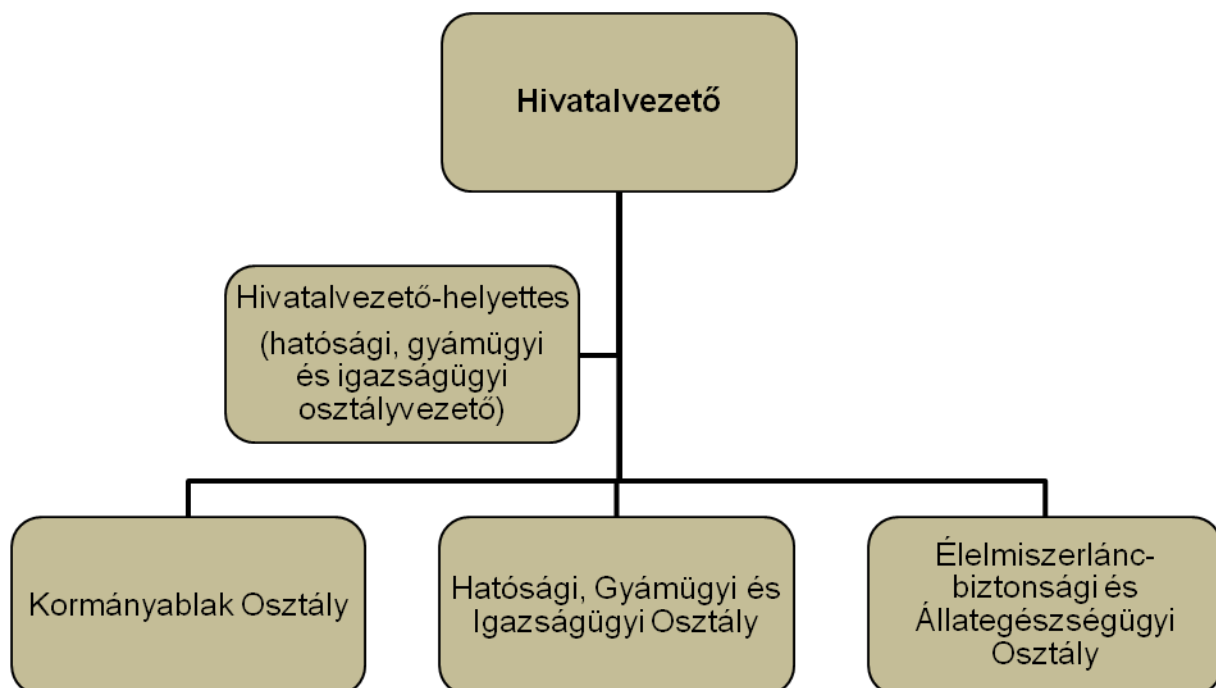 Hivatalvezető
Hivatalvezető-helyettes
(hatósági, gyámügyi
és igazságügyi
osztályvezető)
Kormányablak Osztály
Hatósági, Gyámügyi és
Igazságügyi Osztály
Élelmiszerlánc-
biztonsági és
Állategészségügyi
Osztály